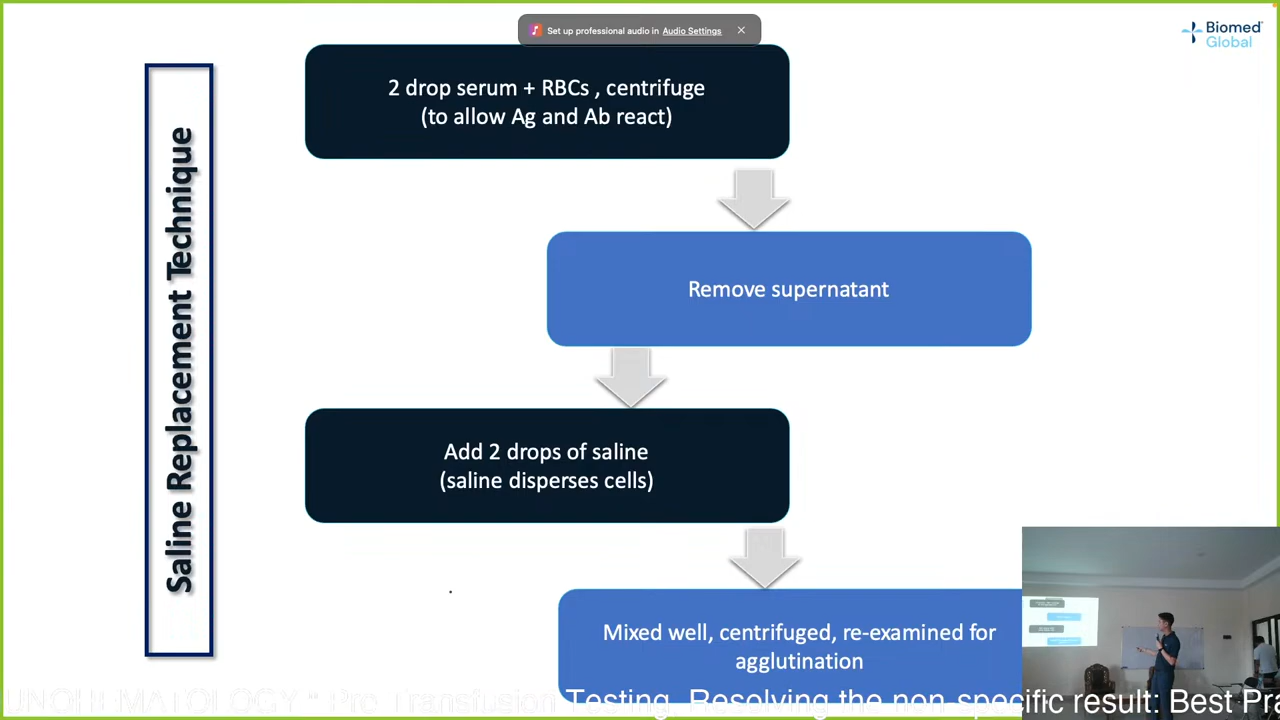 Set up professional audio in Audio Settings
Biomed
Global
Saline Replacement Technique
2 drop serum + RBCs , centrifuge
(to allow Ag and Ab react)
Remove supernatant
Add 2 drops of saline
(saline disperses cells)
Mixed well, centrifuged, re-examined for
agglutination
UNOHEMATOLOGY * Pre Transfusion Testing, Resolving the non-specific result: Best Pra